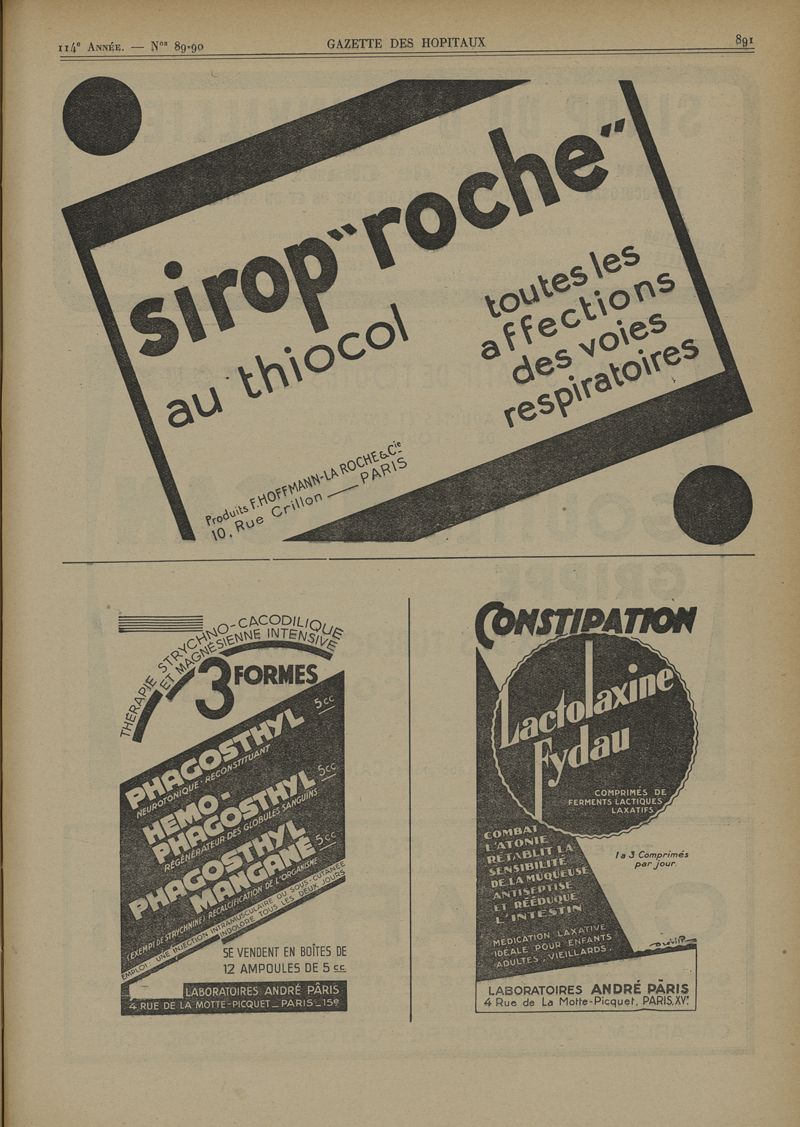 114e ANNÉE. — Nos 89-90
GAZETTE DES HOPITAUX
891
sirop "roche"
au thiocol
toutes les
affections
des voies
respiratoires
Produits F. HOFFMANN-LA ROCHE & Cie
10, Rue Crillon — PARIS
THÉRAPIE STRYCHNO-CACODILIQUE
ET MAGNÉSIENNE INTENSIVE
3 FORMES
PHAGOSTHYL 5cc
NEUROTONIQUE - RECONSTITUANT
HEMO-
PHAGOSTHYL 5cc
RÉGÉNÉRATEUR DES GLOBULES SANGUINS
PHAGOSTHYL
MANGANÉ 5cc
(EXEMPT DE STRYCHNINE) RECALCIFICATION DE L'ORGANISME
EMPLOI : UNE INJECTION INTRAMUSCULAIRE OU SOUS-CUTANÉE
INDOLORE TOUS LES DEUX JOURS
SE VENDENT EN BOÎTES DE
12 AMPOULES DE 5 cc
LABORATOIRES ANDRÉ PÂRIS
4, RUE DE LA MOTTE-PICQUET _ PARIS _ 15e
CONSTIPATION
Lactolaxine
Fydau
COMPRIMÉS DE
FERMENTS LACTIQUES
LAXATIFS
COMBAT
L'ATONIE
RÉTABLIT LA
SENSIBILITÉ
DE LA MUQUEUSE
ANTISEPTISE
ET RÉÉDUQUE
L'INTESTIN
1 a 3 Comprimés
par jour.
MÉDICATION LAXATIVE
IDÉALE POUR ENFANTS
ADULTES, VIEILLARDS.
LABORATOIRES ANDRÉ PÂRIS
4 Rue de La Motte-Picquet, PARIS.XVe